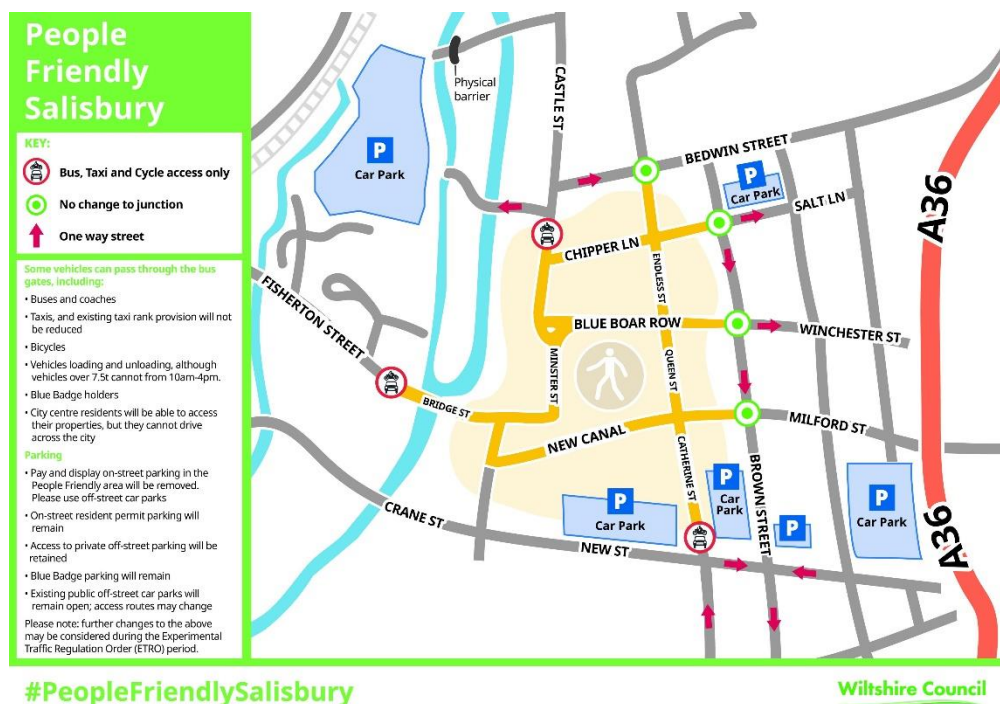 People
Friendly
Salisbury
KEY:
Bus, Taxi and Cycle access only
No change to junction
One way street
Some vehicles can pass through the bus
gates, including:
• Buses and coaches
• Taxis, and existing taxi rank provision will not
be reduced
• Bicycles
• Vehicles loading and unloading, although
vehicles over 7.5t cannot from 10am-4pm.
• Blue Badge holders
• City centre residents will be able to access
their properties, but they cannot drive
across the city
Parking
• Pay and display on-street parking in the
People Friendly area will be removed.
Please use off-street car parks
• On-street resident permit parking will
remain
• Access to private off-street parking will be
retained
• Blue Badge parking will remain
• Existing public off-street car parks will
remain open; access routes may change
Please note: further changes to the above
may be considered during the Experimental
Traffic Regulation Order (ETRO) period.
Physical
barrier
CASTLE ST
P
Car Park
BEDWIN STREET
P
Car Park
SALT LN
A36
CHIPPER LN
ENDLESS ST
FISHERTON STREET
BLUE BOAR ROW
WINCHESTER ST
MINSTER ST
QUEEN ST
BRIDGE ST
NEW CANAL
MILFORD ST
CATHERINE ST
BROWN STREET
P
Car Park
P
Car
Park
P
P
Car Park
CRANE ST
NEW ST
A36
#PeopleFriendlySalisbury
Wiltshire Council